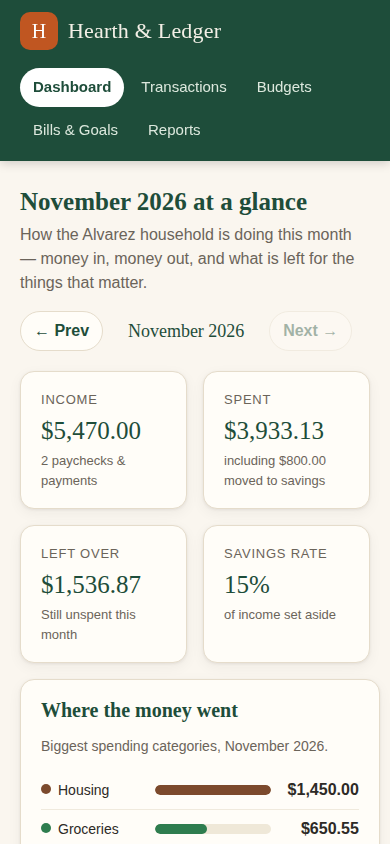 H Hearth & Ledger
Dashboard Transactions Budgets
Bills & Goals Reports
November 2026 at a glance
How the Alvarez household is doing this month
— money in, money out, and what is left for the
things that matter.
← Prev November 2026 Next →
INCOME
$5,470.00
2 paychecks &
payments
SPENT
$3,933.13
including $800.00
moved to savings
LEFT OVER
$1,536.87
Still unspent this
month
SAVINGS RATE
15%
of income set aside
Where the money went
Biggest spending categories, November 2026.
Housing $1,450.00
Groceries $650.55